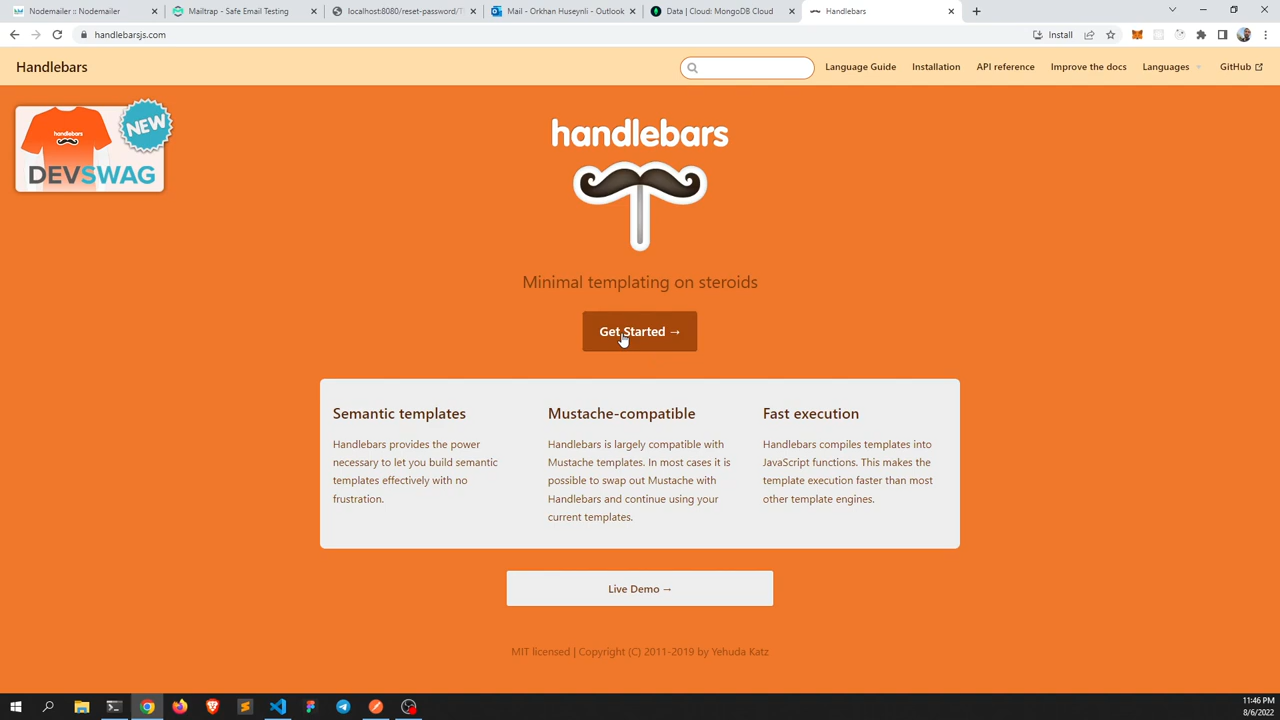 Nodemailer :: Nodemailer
Mailtrap - Safe Email Testing
localhost:8080/reset-password/
Mail - Orkhan Huseynli - Outlook
Data | Cloud: MongoDB Cloud
Handlebars
handlebarsjs.com
Install
Handlebars
Language Guide
Installation
API reference
Improve the docs
Languages
GitHub
handlebars
NEW
DEVSWAG
handlebars
Minimal templating on steroids
Get Started →
Semantic templates
Handlebars provides the power
necessary to let you build semantic
templates effectively with no
frustration.
Mustache-compatible
Handlebars is largely compatible with
Mustache templates. In most cases it is
possible to swap out Mustache with
Handlebars and continue using your
current templates.
Fast execution
Handlebars compiles templates into
JavaScript functions. This makes the
template execution faster than most
other template engines.
Live Demo →
MIT licensed | Copyright (C) 2011-2019 by Yehuda Katz
11:46 PM
8/6/2022